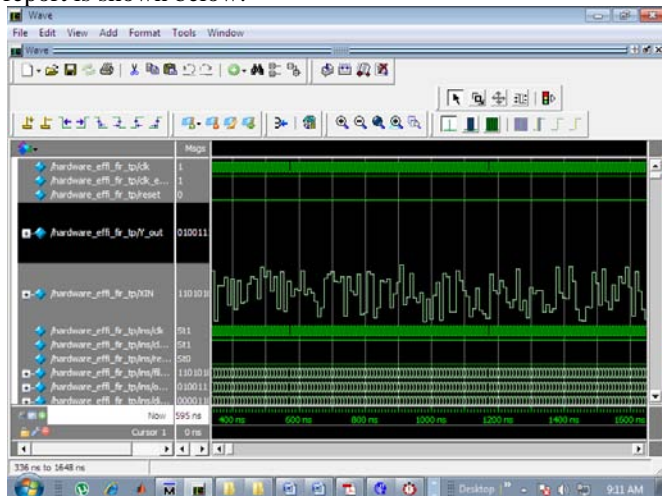 report is shown below.
Wave
File Edit View Add Format Tools Window
Wave
Msgs
/hardware_effi_fir_tp/clk 1
/hardware_effi_fir_tp/clk_e... 1
/hardware_effi_fir_tp/reset 0
/hardware_effi_fir_tp/Y_out 010011
/hardware_effi_fir_tp/XIN 110101
/hardware_effi_fir_tp/ins/clk St1
/hardware_effi_fir_tp/ins/cl... St1
/hardware_effi_fir_tp/ins/re... St0
/hardware_effi_fir_tp/ins/fil... 110101
/hardware_effi_fir_tp/ins/o... 010011
/hardware_effi_fir_tp/ins/d... 000011
Now 595 ns 400 ns 600 ns 800 ns 1000 ns 1200 ns 1400 ns 1600 ns
Cursor 1 0 ns
336 ns to 1648 ns
Desktop 9:11 AM